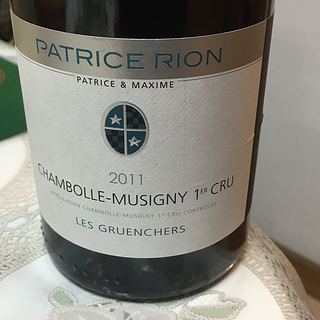 PATRICE RION
PATRICE & MAXIME
2011
CHAMBOLLE-MUSIGNY 1ER CRU
APPELLATION CHAMBOLLE-MUSIGNY 1ER CRU CONTRÔLÉE
LES GRUENCHERS